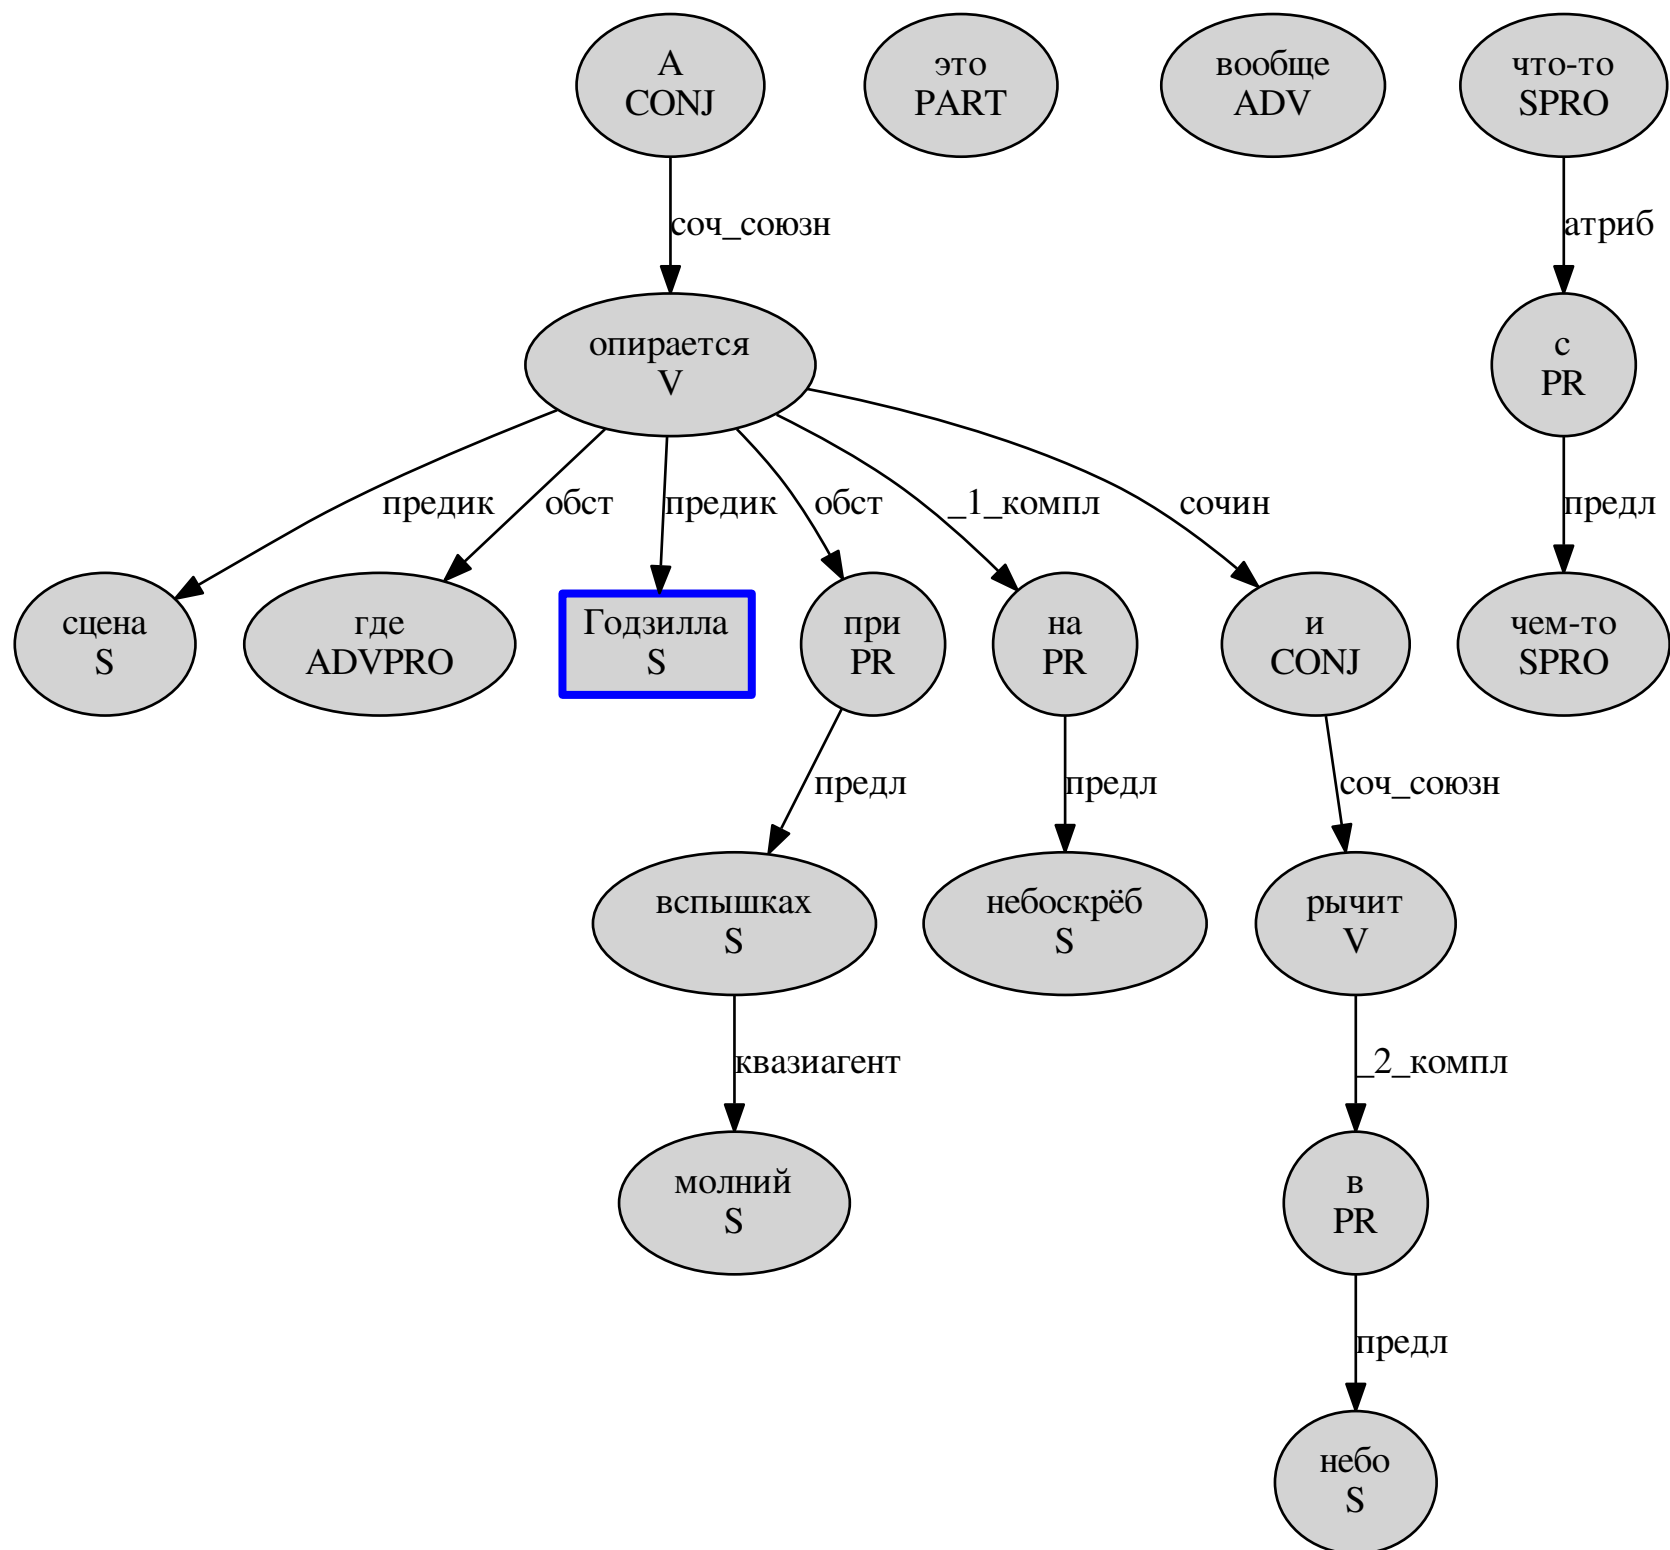 А
CONJ
это
PART
вообще
ADV
что-то
SPRO
соч_союзн
атриб
опирается
V
с
PR
предик
обст
предик
обст
_1_компл
сочин
предл
сцена
S
где
ADVPRO
Годзилла
S
при
PR
на
PR
и
CONJ
чем-то
SPRO
предл
предл
соч_союзн
вспышках
S
небоскрёб
S
рычит
V
квазиагент
_2_компл
молний
S
в
PR
предл
небо
S